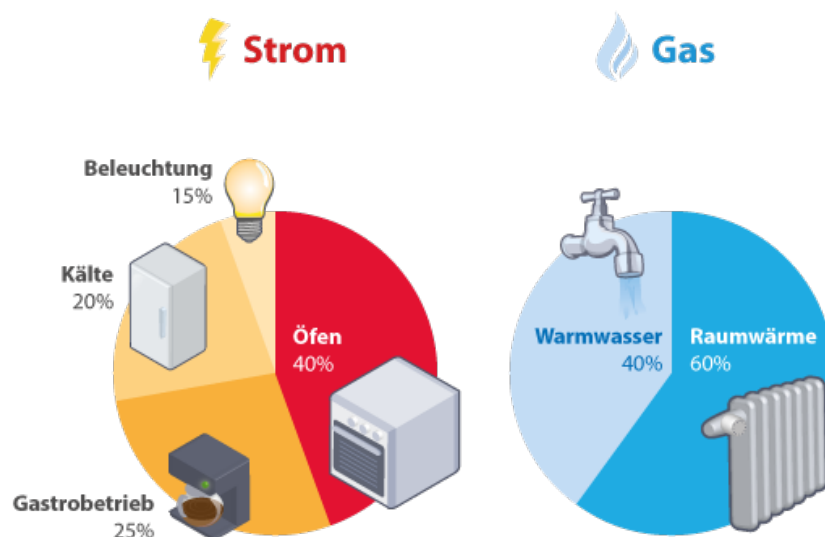 Strom
Gas
Beleuchtung
15%
Kälte
20%
Öfen
40%
Gastrobetrieb
25%
Warmwasser
40%
Raumwärme
60%